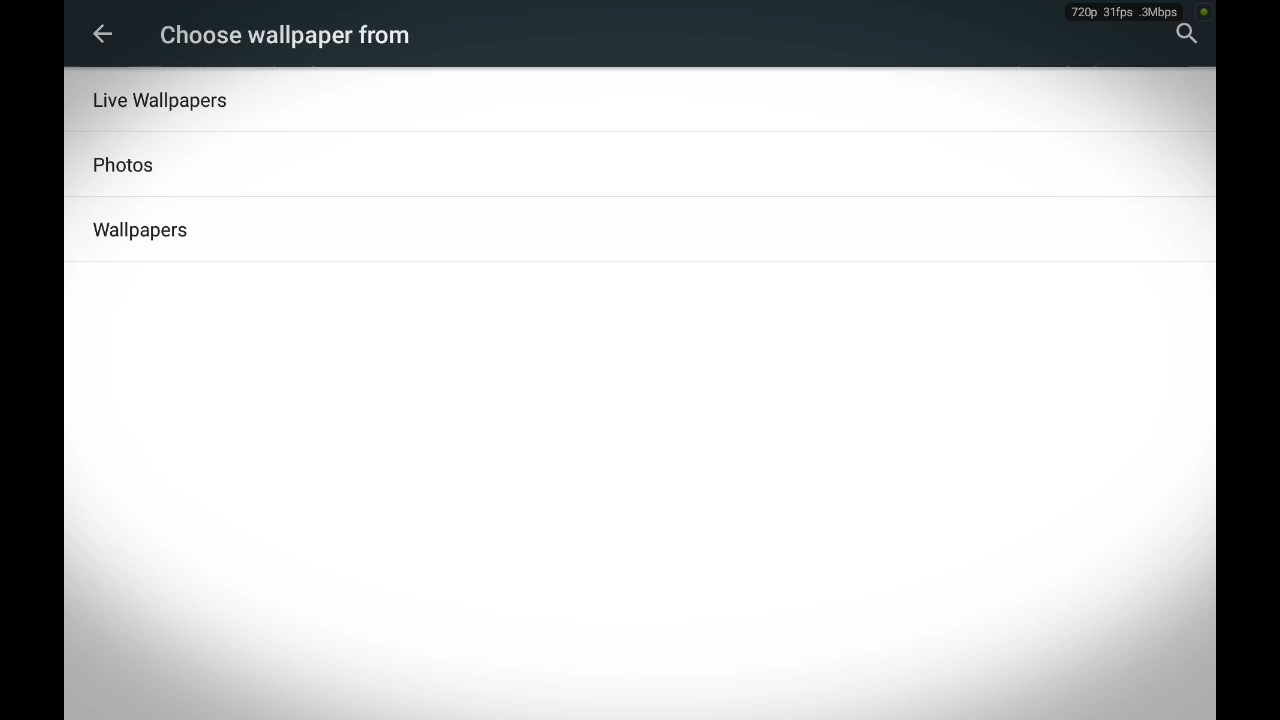 720p 31fps .3Mbps
Choose wallpaper from
Live Wallpapers
Photos
Wallpapers